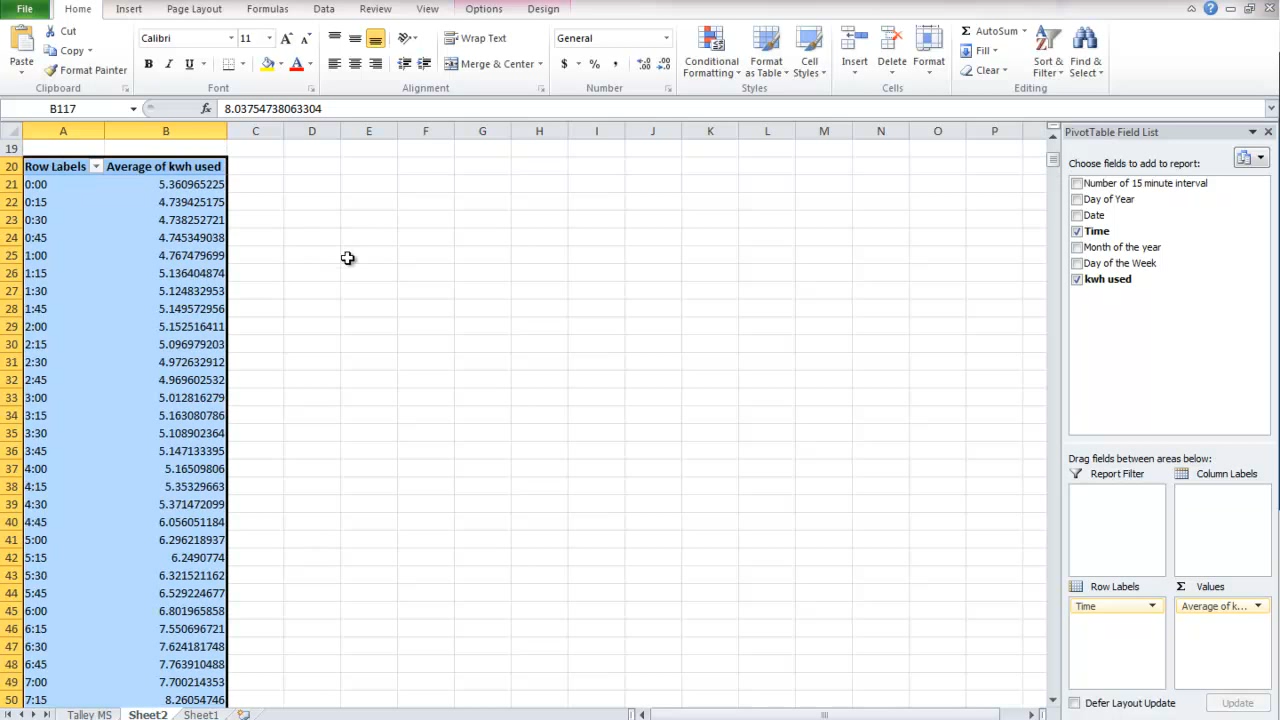 File Home Insert Page Layout Formulas Data Review View Options Design
Paste
Cut
Copy
Format Painter
Clipboard
Calibri 11 A A
B I U A
Font
Wrap Text
Merge & Center
Alignment
General
$ % , .0 .00 .00 .0
Number
Conditional Formatting
Format as Table
Cell Styles
Styles
Insert
Delete
Format
Cells
Σ AutoSum
Fill
Clear
Sort & Filter
Find & Select
Editing
B117 fx 8.03754738063304
A B C D E F G H I J K L M N O P
19
20 Row Labels Average of kwh used
21 0:00 5.360965225
22 0:15 4.739425175
23 0:30 4.738252721
24 0:45 4.745349038
25 1:00 4.767479699
26 1:15 5.136404874
27 1:30 5.124832953
28 1:45 5.149572956
29 2:00 5.152516411
30 2:15 5.096979203
31 2:30 4.972632912
32 2:45 4.969602532
33 3:00 5.012816279
34 3:15 5.163080786
35 3:30 5.108902364
36 3:45 5.147133395
37 4:00 5.16509806
38 4:15 5.35329663
39 4:30 5.371472099
40 4:45 6.056051184
41 5:00 6.296218937
42 5:15 6.2490774
43 5:30 6.321521162
44 5:45 6.529224677
45 6:00 6.801965858
46 6:15 7.550696721
47 6:30 7.624181748
48 6:45 7.763910488
49 7:00 7.700214353
50 7:15 8.26054746
Talley MS Sheet2 Sheet1
PivotTable Field List
Choose fields to add to report:
Number of 15 minute interval
Day of Year
Date
Time
Month of the year
Day of the Week
kwh used
Drag fields between areas below:
Report Filter Column Labels
Row Labels Σ Values
Time Average of k...
Defer Layout Update Update